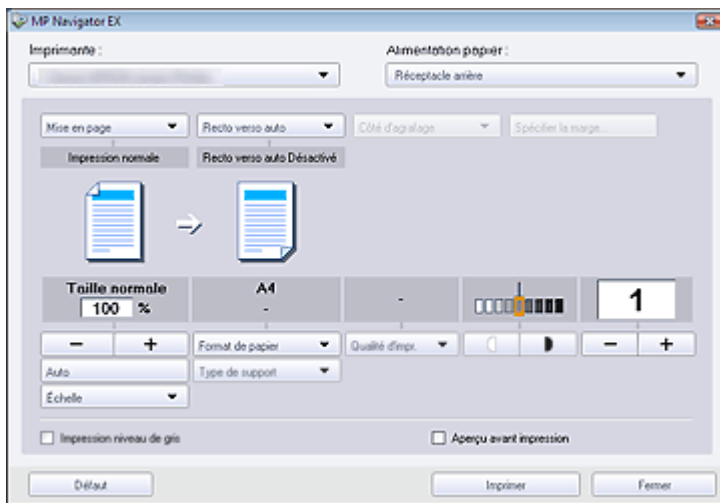 MP Navigator EX
Imprimante : Alimentation papier :
Réceptacle arrière
Mise en page Recto verso auto Côté d'agrafage Spécifier la marge...
Impression normale Recto verso auto Désactivé
Taille normale A4 - 1
100 % -
- + Format de papier Qualité d'impr. - +
Auto Type de support
Échelle
Impression niveau de gris Aperçu avant impression
Défaut Imprimer Fermer